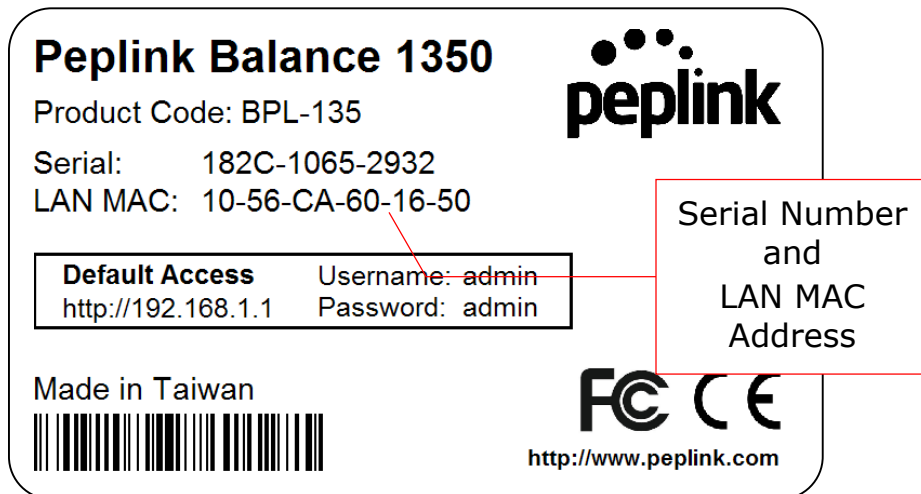 Peplink Balance 1350
peplink
Product Code: BPL-135
Serial: 182C-1065-2932
LAN MAC: 10-56-CA-60-16-50
Serial Number
and
LAN MAC
Address
Default Access Username: admin
http://192.168.1.1 Password: admin
Made in Taiwan
FC CE
http://www.peplink.com